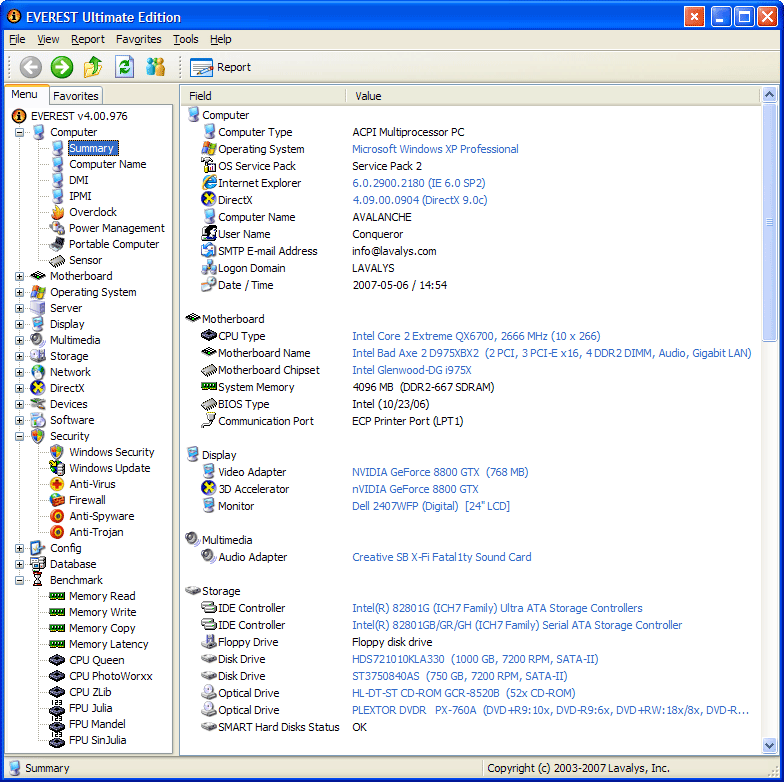 EVEREST Ultimate Edition
File View Report Favorites Tools Help
Report
Menu Favorites
EVEREST v4.00.976
Computer
Summary
Computer Name
DMI
IPMI
Overclock
Power Management
Portable Computer
Sensor
Motherboard
Operating System
Server
Display
Multimedia
Storage
Network
DirectX
Devices
Software
Security
Windows Security
Windows Update
Anti-Virus
Firewall
Anti-Spyware
Anti-Trojan
Config
Database
Benchmark
Memory Read
Memory Write
Memory Copy
Memory Latency
CPU Queen
CPU PhotoWorxx
CPU ZLib
FPU Julia
FPU Mandel
FPU SinJulia
Field Value
Computer
Computer Type ACPI Multiprocessor PC
Operating System Microsoft Windows XP Professional
OS Service Pack Service Pack 2
Internet Explorer 6.0.2900.2180 (IE 6.0 SP2)
DirectX 4.09.00.0904 (DirectX 9.0c)
Computer Name AVALANCHE
User Name Conqueror
SMTP E-mail Address info@lavalys.com
Logon Domain LAVALYS
Date / Time 2007-05-06 / 14:54
Motherboard
CPU Type Intel Core 2 Extreme QX6700, 2666 MHz (10 x 266)
Motherboard Name Intel Bad Axe 2 D975XBX2 (2 PCI, 3 PCI-E x16, 4 DDR2 DIMM, Audio, Gigabit LAN)
Motherboard Chipset Intel Glenwood-DG i975X
System Memory 4096 MB (DDR2-667 SDRAM)
BIOS Type Intel (10/23/06)
Communication Port ECP Printer Port (LPT1)
Display
Video Adapter NVIDIA GeForce 8800 GTX (768 MB)
3D Accelerator nVIDIA GeForce 8800 GTX
Monitor Dell 2407WFP (Digital) [24" LCD]
Multimedia
Audio Adapter Creative SB X-Fi Fatal1ty Sound Card
Storage
IDE Controller Intel(R) 82801G (ICH7 Family) Ultra ATA Storage Controllers
IDE Controller Intel(R) 82801GB/GR/GH (ICH7 Family) Serial ATA Storage Controller
Floppy Drive Floppy disk drive
Disk Drive HDS721010KLA330 (1000 GB, 7200 RPM, SATA-II)
Disk Drive ST3750840AS (750 GB, 7200 RPM, SATA-II)
Optical Drive HL-DT-ST CD-ROM GCR-8520B (52x CD-ROM)
Optical Drive PLEXTOR DVDR PX-760A (DVD+R9:10x, DVD-R9:6x, DVD+RW:18x/8x, DVD-R...
SMART Hard Disks Status OK
Summary Copyright (c) 2003-2007 Lavalys, Inc.